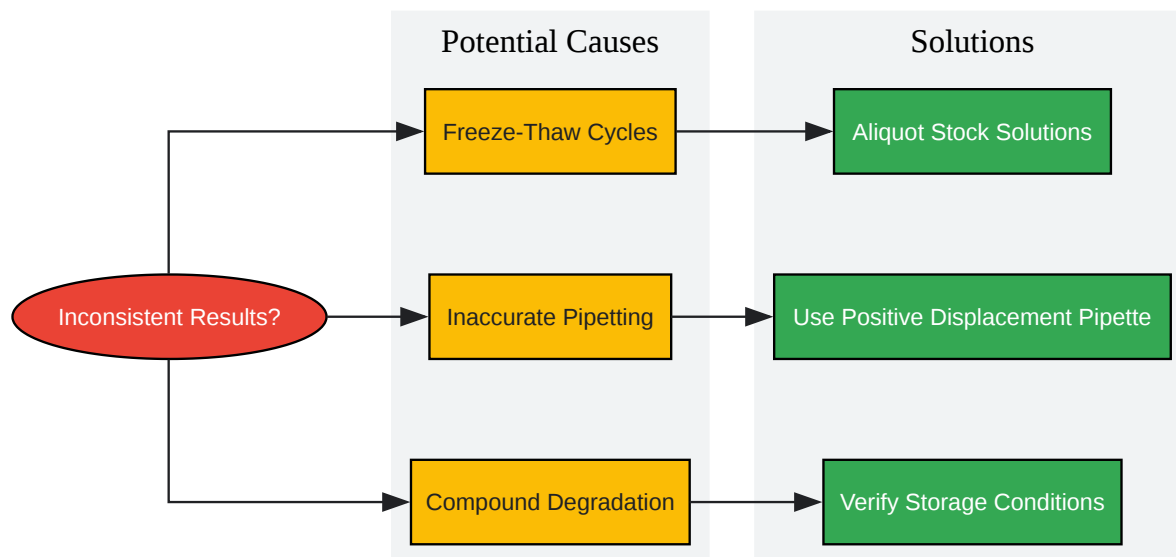 Potential Causes
Solutions
Freeze-Thaw Cycles
Aliquot Stock Solutions
Inconsistent Results?
Inaccurate Pipetting
Use Positive Displacement Pipette
Compound Degradation
Verify Storage Conditions